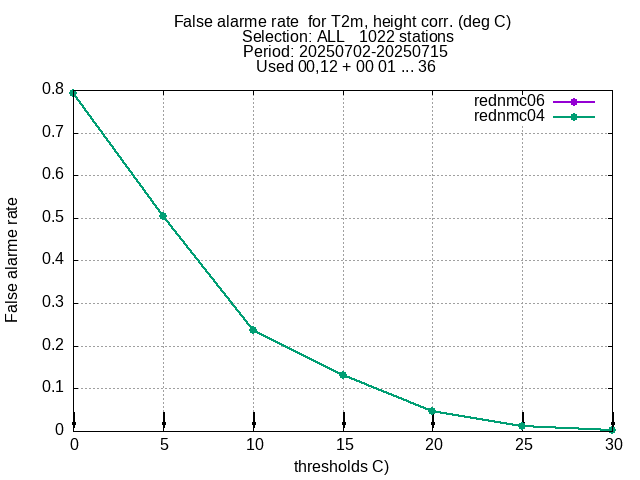 False alarme rate  for T2m, height corr. (deg C)
Selection: ALL   1022 stations
Period: 20250702-20250715
Used 00,12 + 00 01 ... 36
rednmc06
rednmc04
0.8
0.7
0.6
0.5
0.4
0.3
0.2
0.1
0
False alarme rate
0 5 10 15 20 25 30
thresholds C)